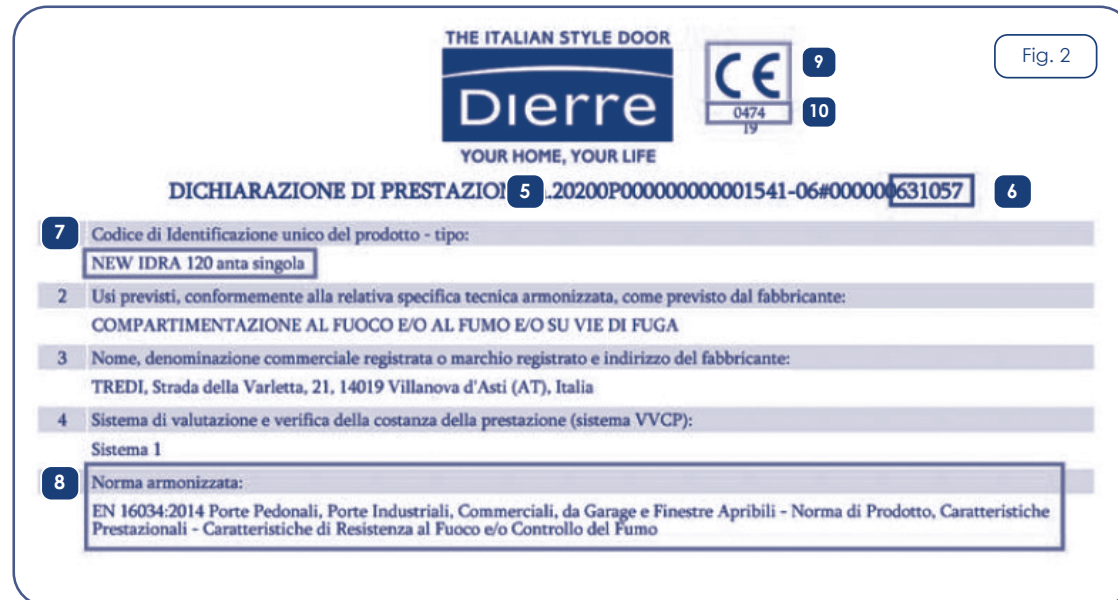 THE ITALIAN STYLE DOOR
Dierre
YOUR HOME, YOUR LIFE
CE
9
0474
10
19
Fig. 2
DICHIARAZIONE DI PRESTAZIO 5 .20200P000000000001541-06#000000631057 6
7 Codice di Identificazione unico del prodotto - tipo:
NEW IDRA 120 anta singola
2 Usi previsti, conformemente alla relativa specifica tecnica armonizzata, come previsto dal fabbricante:
COMPARTIMENTAZIONE AL FUOCO E/O AL FUMO E/O SU VIE DI FUGA
3 Nome, denominazione commerciale registrata o marchio registrato e indirizzo del fabbricante:
TREDI, Strada della Varletta, 21, 14019 Villanova d'Asti (AT), Italia
4 Sistema di valutazione e verifica della costanza della prestazione (sistema VVCP):
Sistema 1
8 Norma armonizzata:
EN 16034:2014 Porte Pedonali, Porte Industriali, Commerciali, da Garage e Finestre Apribili - Norma di Prodotto, Caratteristiche
Prestazionali - Caratteristiche di Resistenza al Fuoco e/o Controllo del Fumo